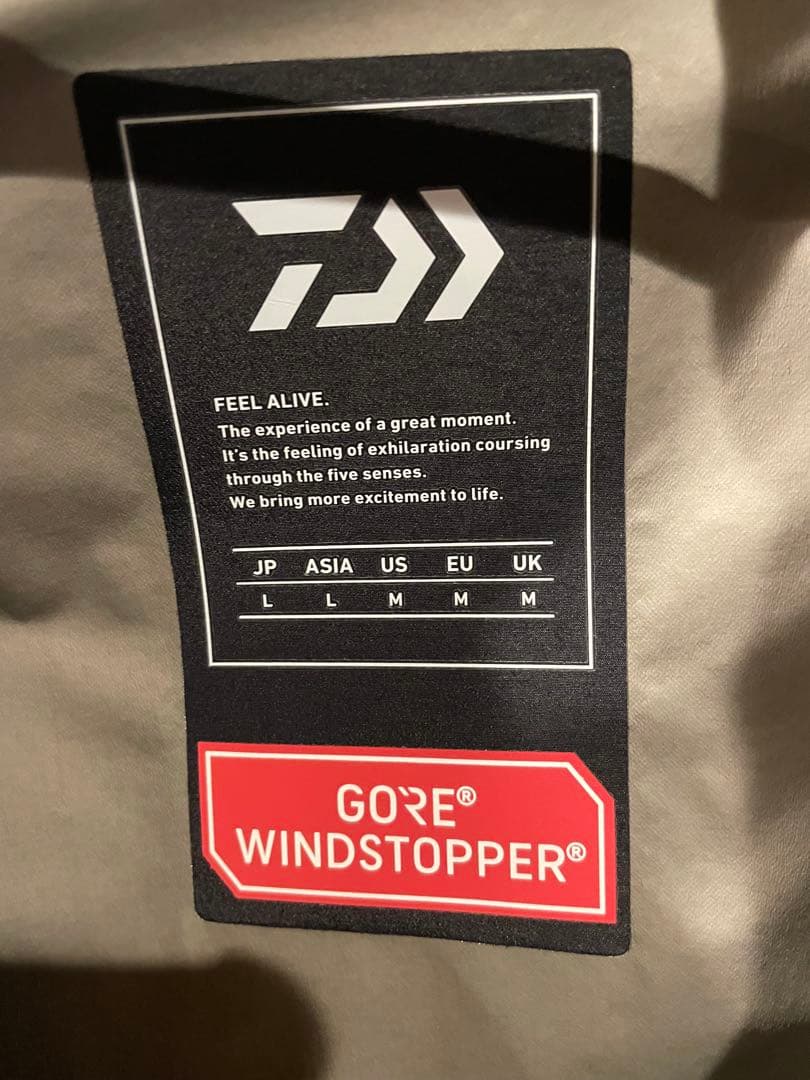 FEEL ALIVE.
The experience of a great moment.
It's the feeling of exhilaration coursing
through the five senses.
We bring more excitement to life.
JP ASIA US EU UK
L L M M M
GORE®
WINDSTOPPER®